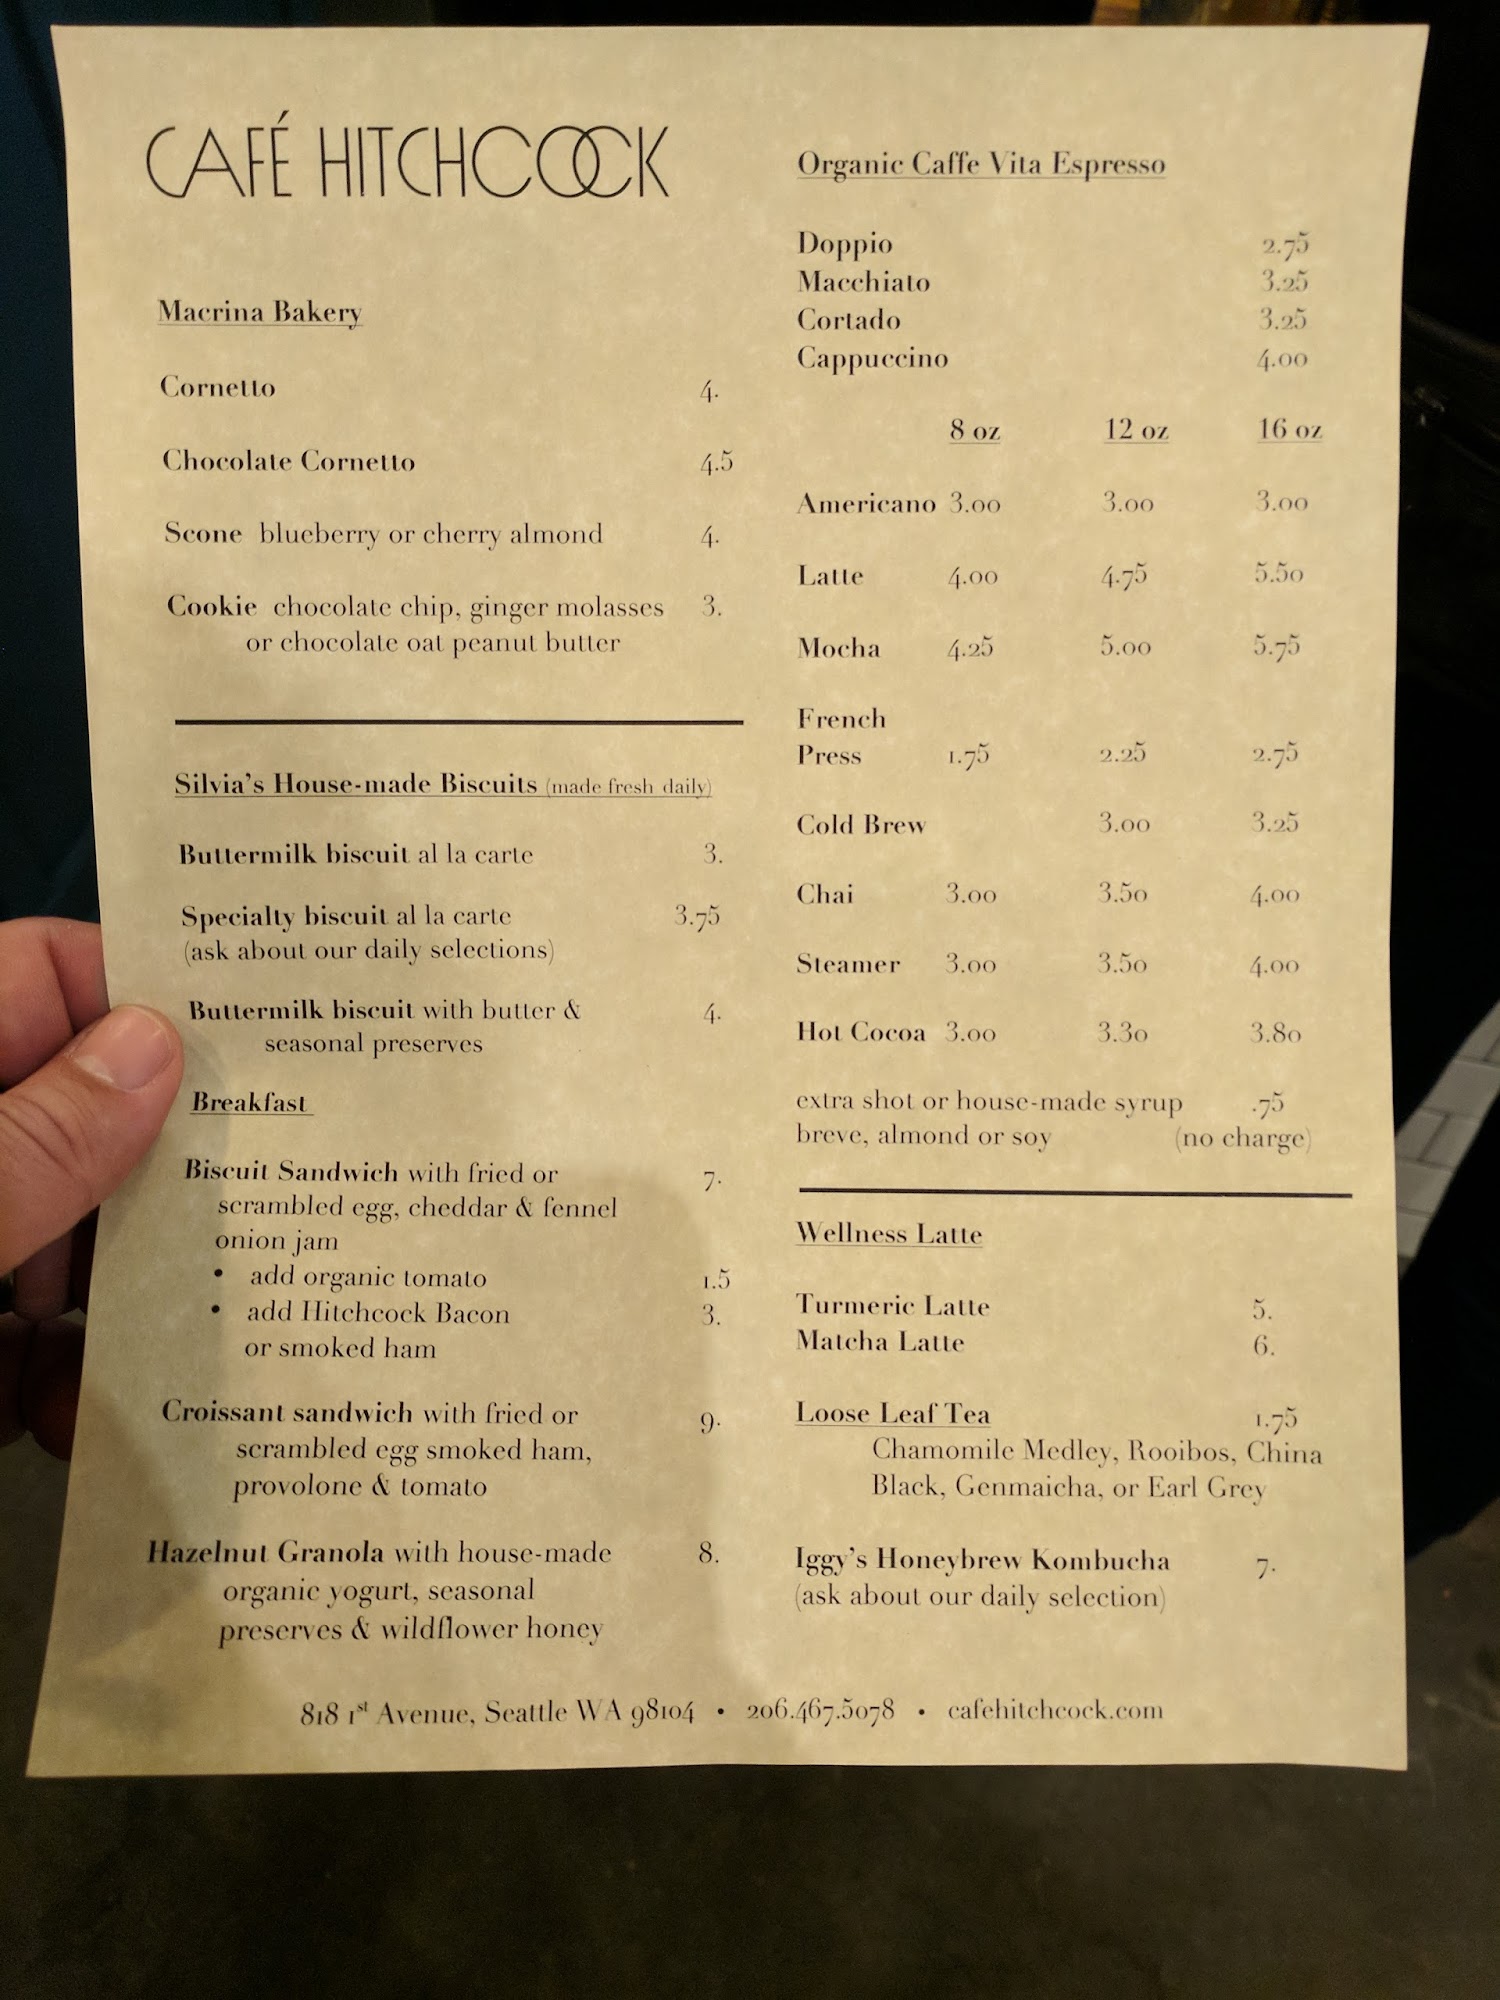 CAFÉ HITCHCOCK
Macrina Bakery
Cornetto 4.
Chocolate Cornetto 4.5
Scone blueberry or cherry almond 4.
Cookie chocolate chip, ginger molasses 3.
or chocolate oat peanut butter
Silvia's House-made Biscuits (made fresh daily)
Buttermilk biscuit al la carte 3.
Specialty biscuit al la carte 3.75
(ask about our daily selections)
Buttermilk biscuit with butter & 4.
seasonal preserves
Breakfast
Biscuit Sandwich with fried or 7.
scrambled egg, cheddar & fennel
onion jam
• add organic tomato 1.5
• add Hitchcock Bacon 3.
or smoked ham
Croissant sandwich with fried or 9.
scrambled egg smoked ham,
provolone & tomato
Hazelnut Granola with house-made 8.
organic yogurt, seasonal
preserves & wildflower honey
Organic Caffe Vita Espresso
Doppio 2.75
Macchiato 3.25
Cortado 3.25
Cappuccino 4.00
8 oz 12 oz 16 oz
Americano 3.00 3.00 3.00
Latte 4.00 4.75 5.50
Mocha 4.25 5.00 5.75
French
Press 1.75 2.25 2.75
Cold Brew 3.00 3.25
Chai 3.00 3.50 4.00
Steamer 3.00 3.50 4.00
Hot Cocoa 3.00 3.30 3.80
extra shot or house-made syrup .75
breve, almond or soy (no charge)
Wellness Latte
Turmeric Latte 5.
Matcha Latte 6.
Loose Leaf Tea 1.75
Chamomile Medley, Rooibos, China
Black, Genmaicha, or Earl Grey
Iggy's Honeybrew Kombucha 7.
(ask about our daily selection)
818 1st Avenue, Seattle WA 98104 • 206.467.5078 • cafehitchcock.com